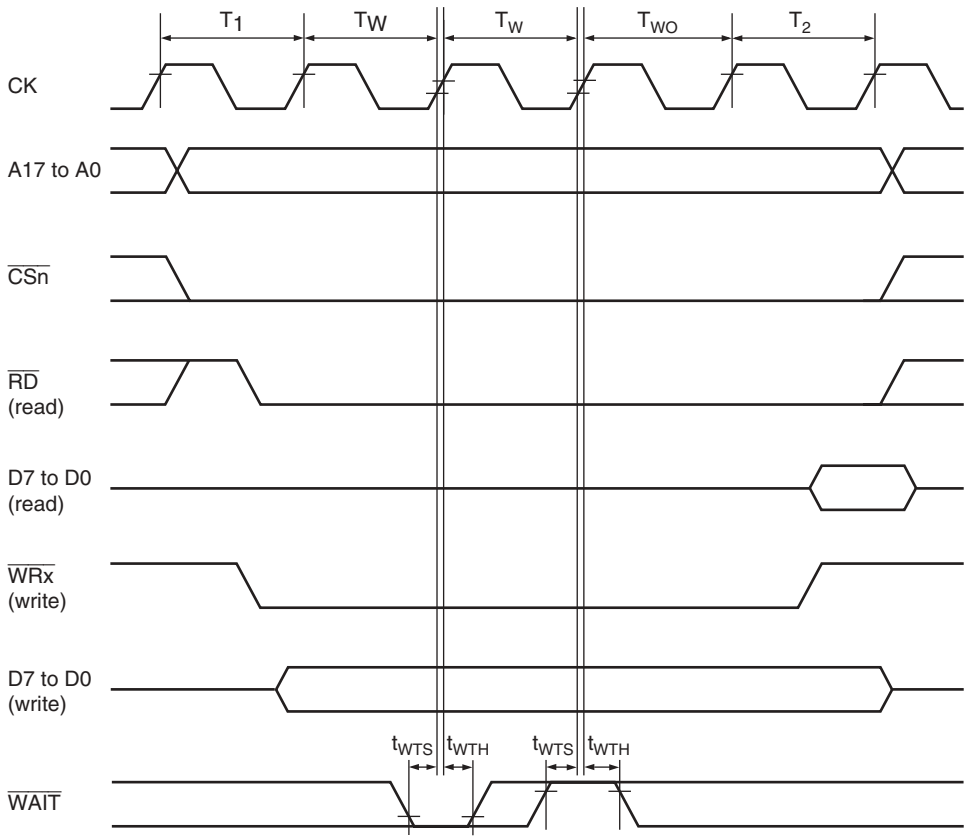 T1 TW TW TWO T2
CK
A17 to A0
CSn
RD
(read)
D7 to D0
(read)
WRx
(write)
D7 to D0
(write)
tWTS tWTH tWTS tWTH
WAIT